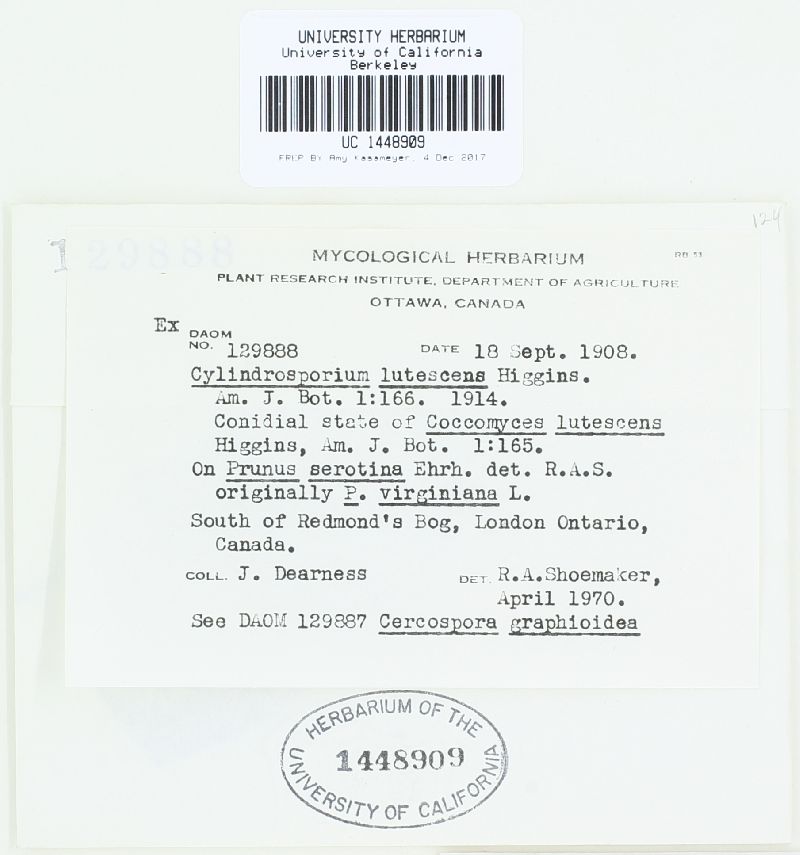 UNIVERSITY HERBARIUM
University of California
Berkeley
UC 1448909
PREP BY Amy Kasameyer, 4 Dec 2017
124
129888
MYCOLOGICAL HERBARIUM
RB 53
PLANT RESEARCH INSTITUTE, DEPARTMENT OF AGRICULTURE
OTTAWA, CANADA
Ex DAOM NO. 129888 DATE 18 Sept. 1908.
Cylindrosporium lutescens Higgins.
Am. J. Bot. 1:166. 1914.
Conidial state of Coccomyces lutescens
Higgins, Am. J. Bot. 1:165.
On Prunus serotina Ehrh. det. R.A.S.
originally P. virginiana L.
South of Redmond's Bog, London Ontario,
Canada.
COLL. J. Dearness DET. R.A.Shoemaker,
April 1970.
See DAOM 129887 Cercospora graphioidea
HERBARIUM OF THE
1448909
UNIVERSITY OF CALIFORNIA